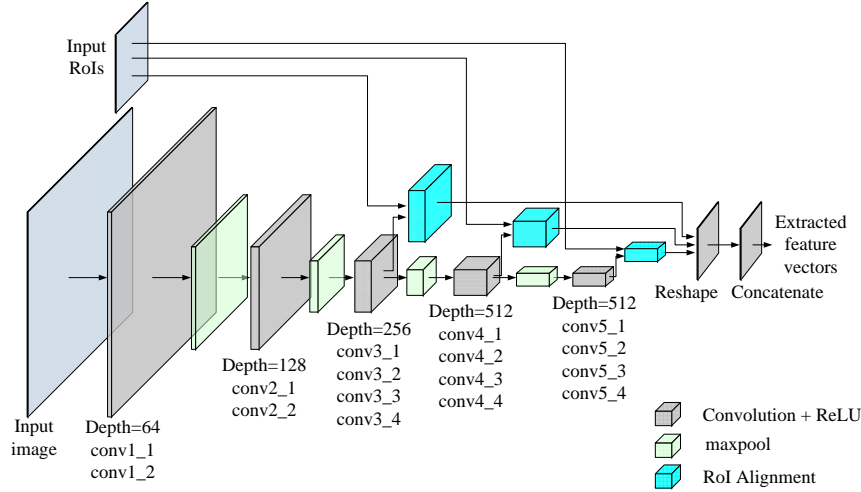 Input
RoIs
Input
image
Depth=64
conv1_1
conv1_2
Depth=128
conv2_1
conv2_2
Depth=256
conv3_1
conv3_2
conv3_3
conv3_4
Depth=512
conv4_1
conv4_2
conv4_3
conv4_4
Depth=512
conv5_1
conv5_2
conv5_3
conv5_4
Reshape
Concatenate
Extracted
feature
vectors
Convolution + ReLU
maxpool
RoI Alignment